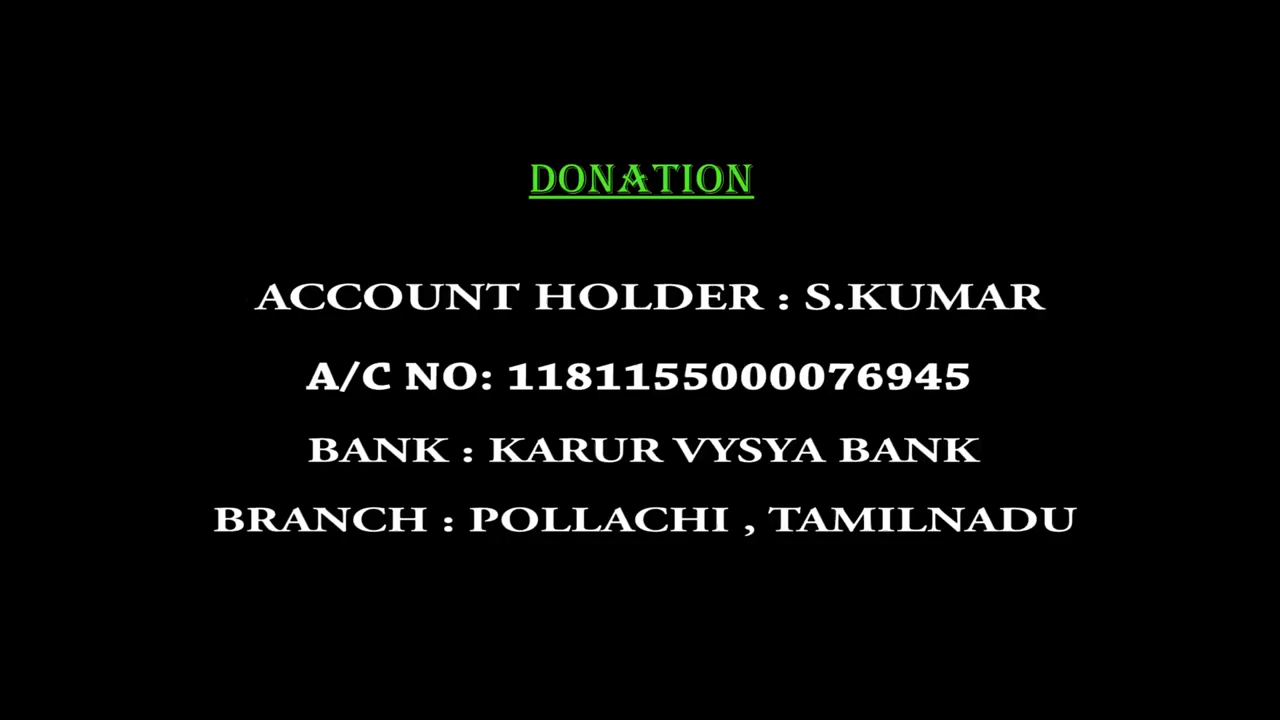 DONATION
ACCOUNT HOLDER : S.KUMAR
A/C NO: 1181155000076945
BANK : KARUR VYSYA BANK
BRANCH : POLLACHI , TAMILNADU